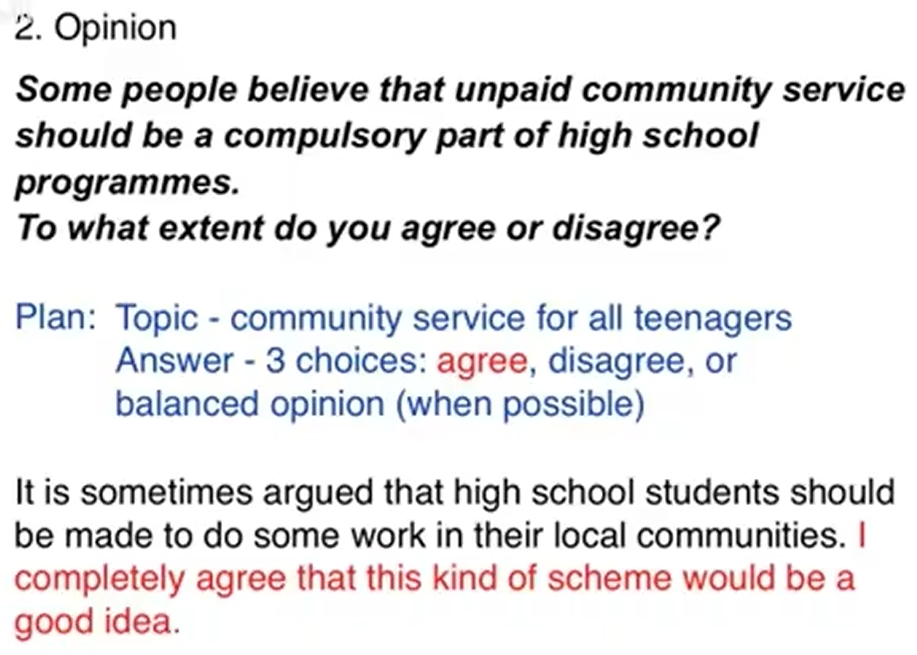 2. Opinion
Some people believe that unpaid community service
should be a compulsory part of high school
programmes.
To what extent do you agree or disagree?
Plan: Topic - community service for all teenagers
Answer - 3 choices: agree, disagree, or
balanced opinion (when possible)
It is sometimes argued that high school students should
be made to do some work in their local communities. I
completely agree that this kind of scheme would be a
good idea.